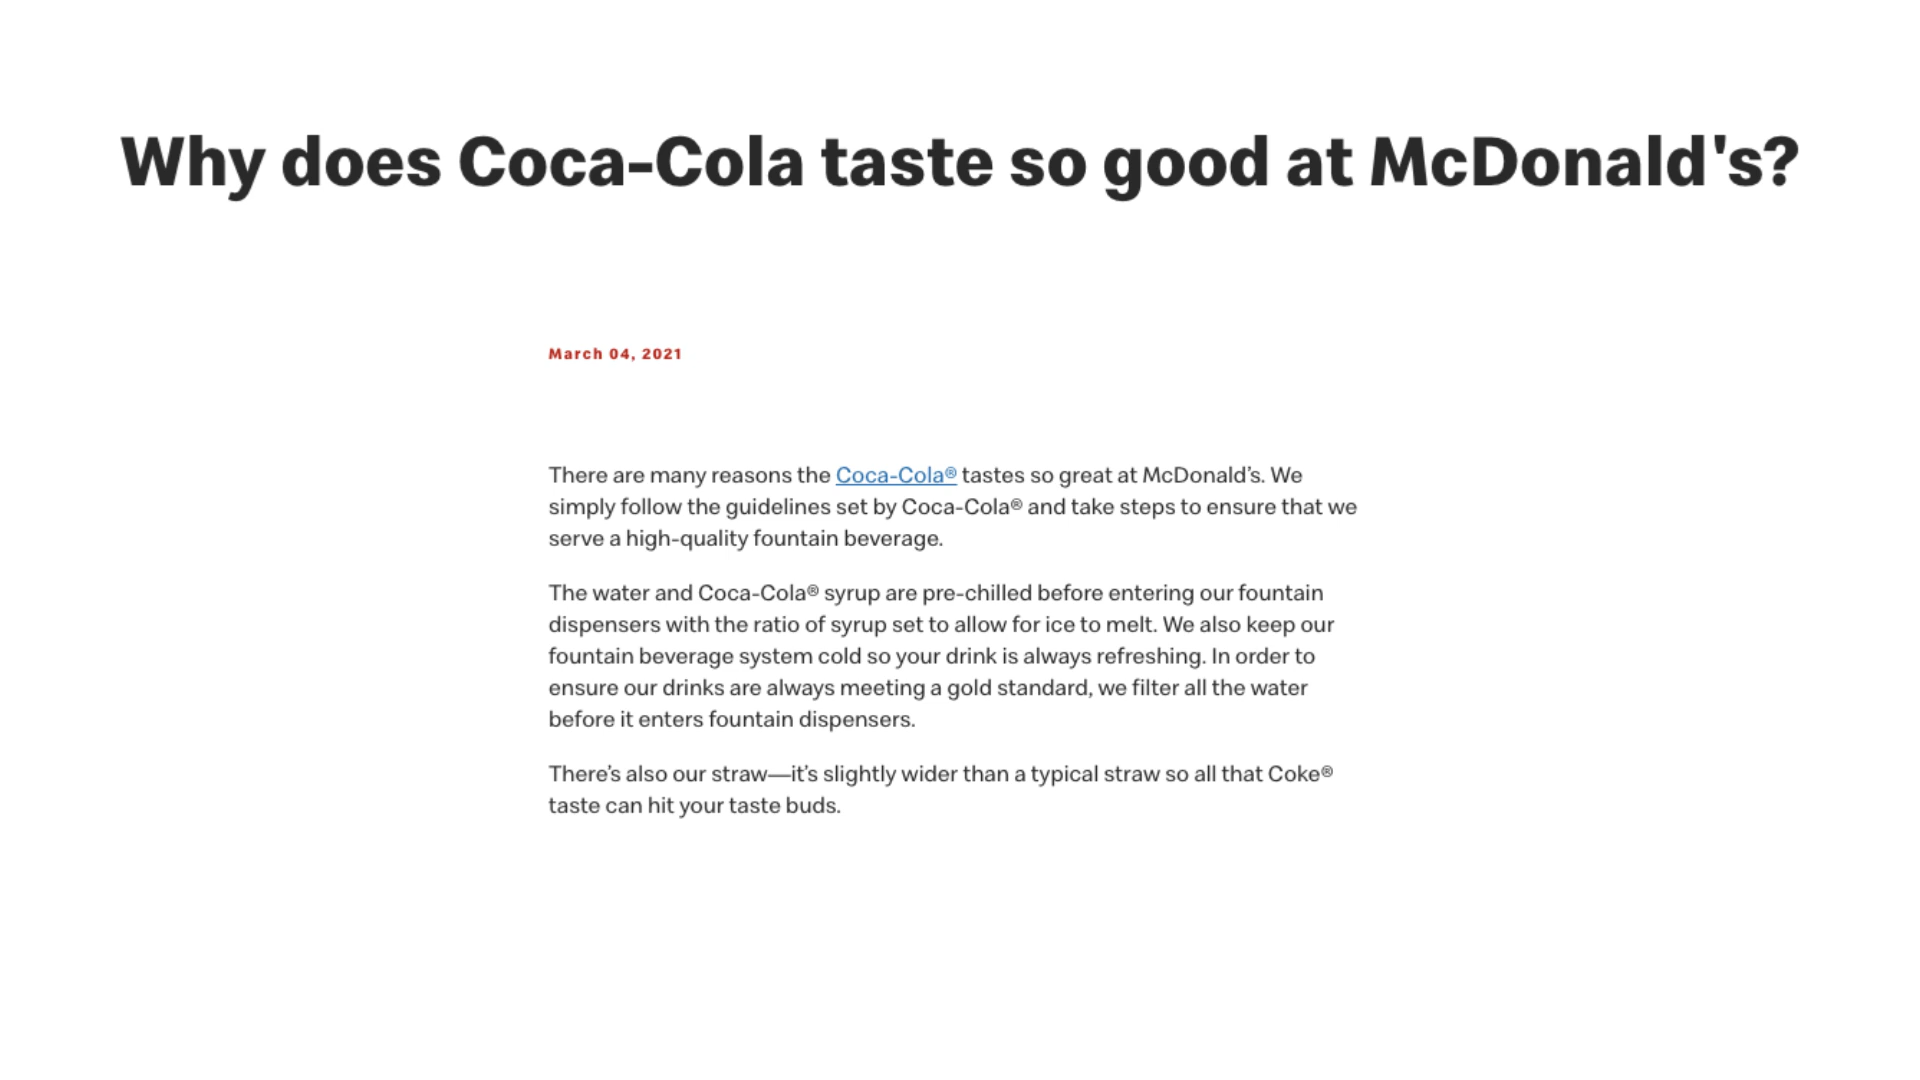 Why does Coca-Cola taste so good at McDonald's?
March 04, 2021
There are many reasons the Coca-Cola® tastes so great at McDonald’s. We
simply follow the guidelines set by Coca-Cola® and take steps to ensure that we
serve a high-quality fountain beverage.
The water and Coca-Cola® syrup are pre-chilled before entering our fountain
dispensers with the ratio of syrup set to allow for ice to melt. We also keep our
fountain beverage system cold so your drink is always refreshing. In order to
ensure our drinks are always meeting a gold standard, we filter all the water
before it enters fountain dispensers.
There’s also our straw—it’s slightly wider than a typical straw so all that Coke®
taste can hit your taste buds.